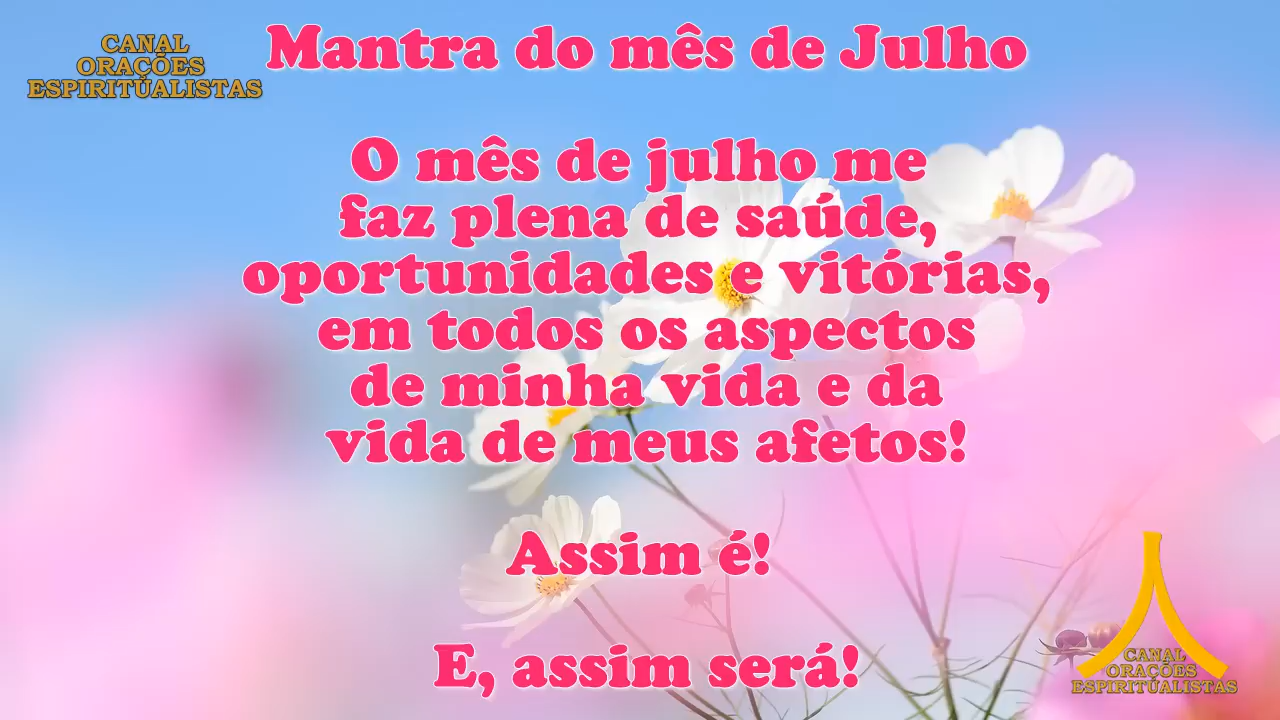 CANAL
ORAÇÕES
ESPIRITUALISTAS
Mantra do mês de Julho
O mês de julho me
faz plena de saúde,
oportunidades e vitórias,
em todos os aspectos
de minha vida e da
vida de meus afetos!
Assim é!
E, assim será!
CANAL
ORAÇÕES
ESPIRITUALISTAS